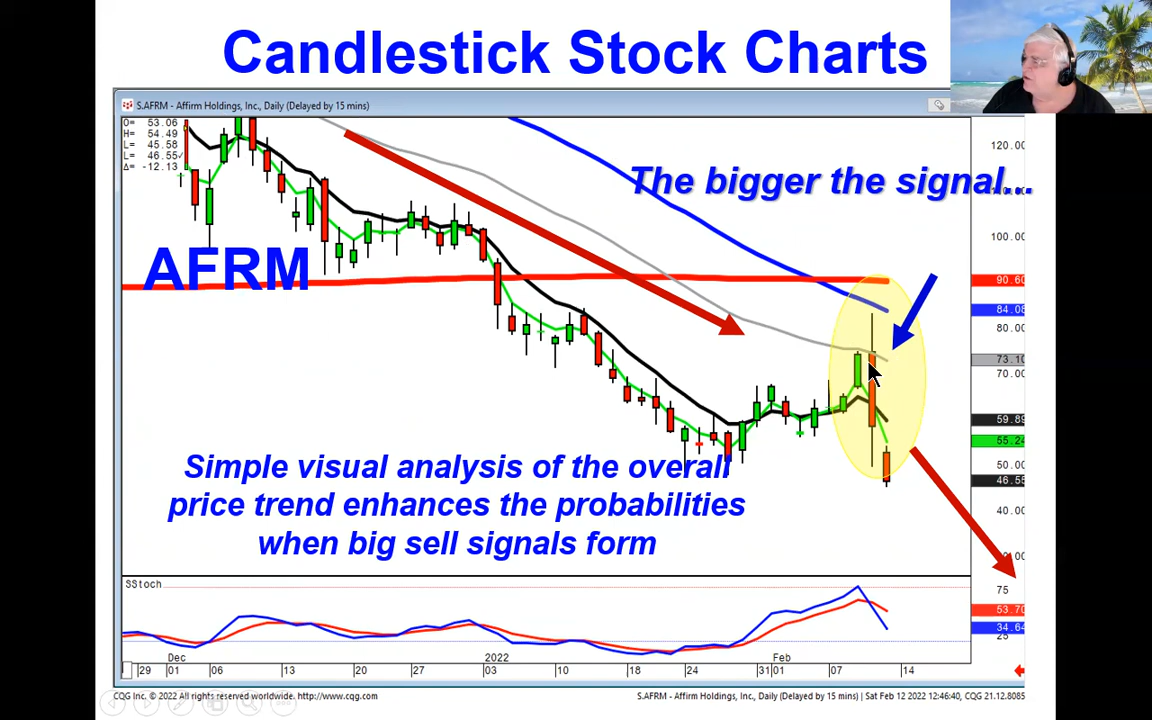 Candlestick Stock Charts
S.AFRM - Affirm Holdings, Inc., Daily (Delayed by 15 mins)
O= 53.06
H= 54.49
L= 45.58
L= 46.55
Δ= -12.13
120.00
The bigger the signal...
100.00
AFRM
90.60
84.08
80.00
73.10
70.00
59.89
55.24
Simple visual analysis of the overall
50.00
46.55
price trend enhances the probabilities
40.00
when big sell signals form
SStoch
75
53.70
34.64
25
Dec
2022
Feb
29 01 06 13 20 27 03 10 18 24 31 01 07 14
CQG Inc. © 2022 All rights reserved worldwide. http://www.cqg.com
S.AFRM - Affirm Holdings, Inc., Daily (Delayed by 15 mins) | Sat Feb 12 2022 12:46:40, CQG 21.12.8085